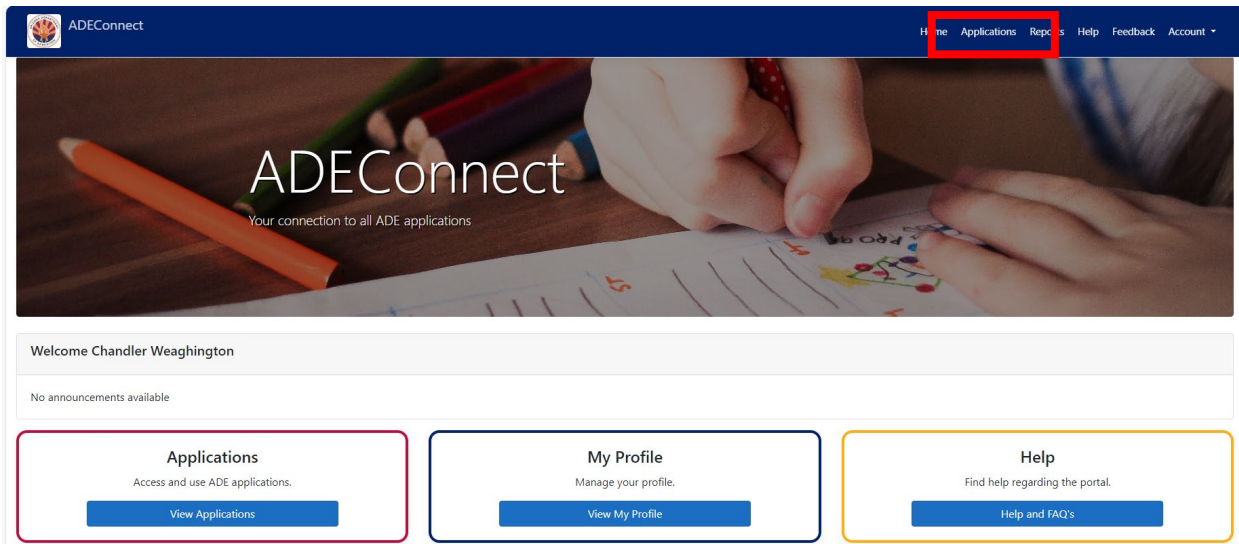 ADEConnect
Home Applications Reports Help Feedback Account
ADEConnect
Your connection to all ADE applications
Welcome Chandler Weaghington
No announcements available
Applications
Access and use ADE applications.
View Applications
My Profile
Manage your profile.
View My Profile
Help
Find help regarding the portal.
Help and FAQ's